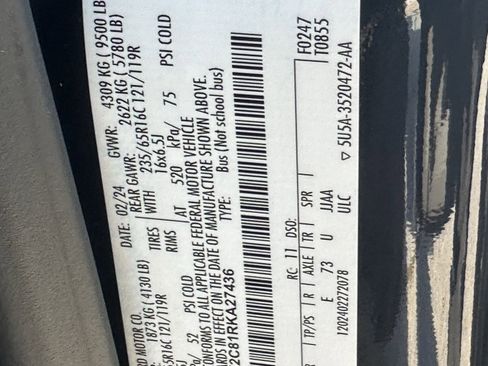 RD MOTOR CO. DATE: 02/24 GVWR: 4309 KG ( 9500 LB
1873 KG ( 4130 LB) REAR GAWR: 2622 KG ( 5780 LB)
65R16C 121/119R TIRES WITH 235/65R16C 121/119R
RIMS 16x6.5J
a/ 52 PSI COLD AT 520 kPa/ 75 PSI COLD
TO ALL APPLICABLE FEDERAL MOTOR VEHICLE
RDS IN EFFECT ON THE DATE OF MANUFACTURE SHOWN ABOVE.
2C81RKA27436 TYPE: Bus (Not school bus)
F0247
T0855
RC 11 DSO:
TP/PS R AXLE TR SPR
E 73 U JJAA
1202402272078 ULC ▽ 5U5A-3520472-AA